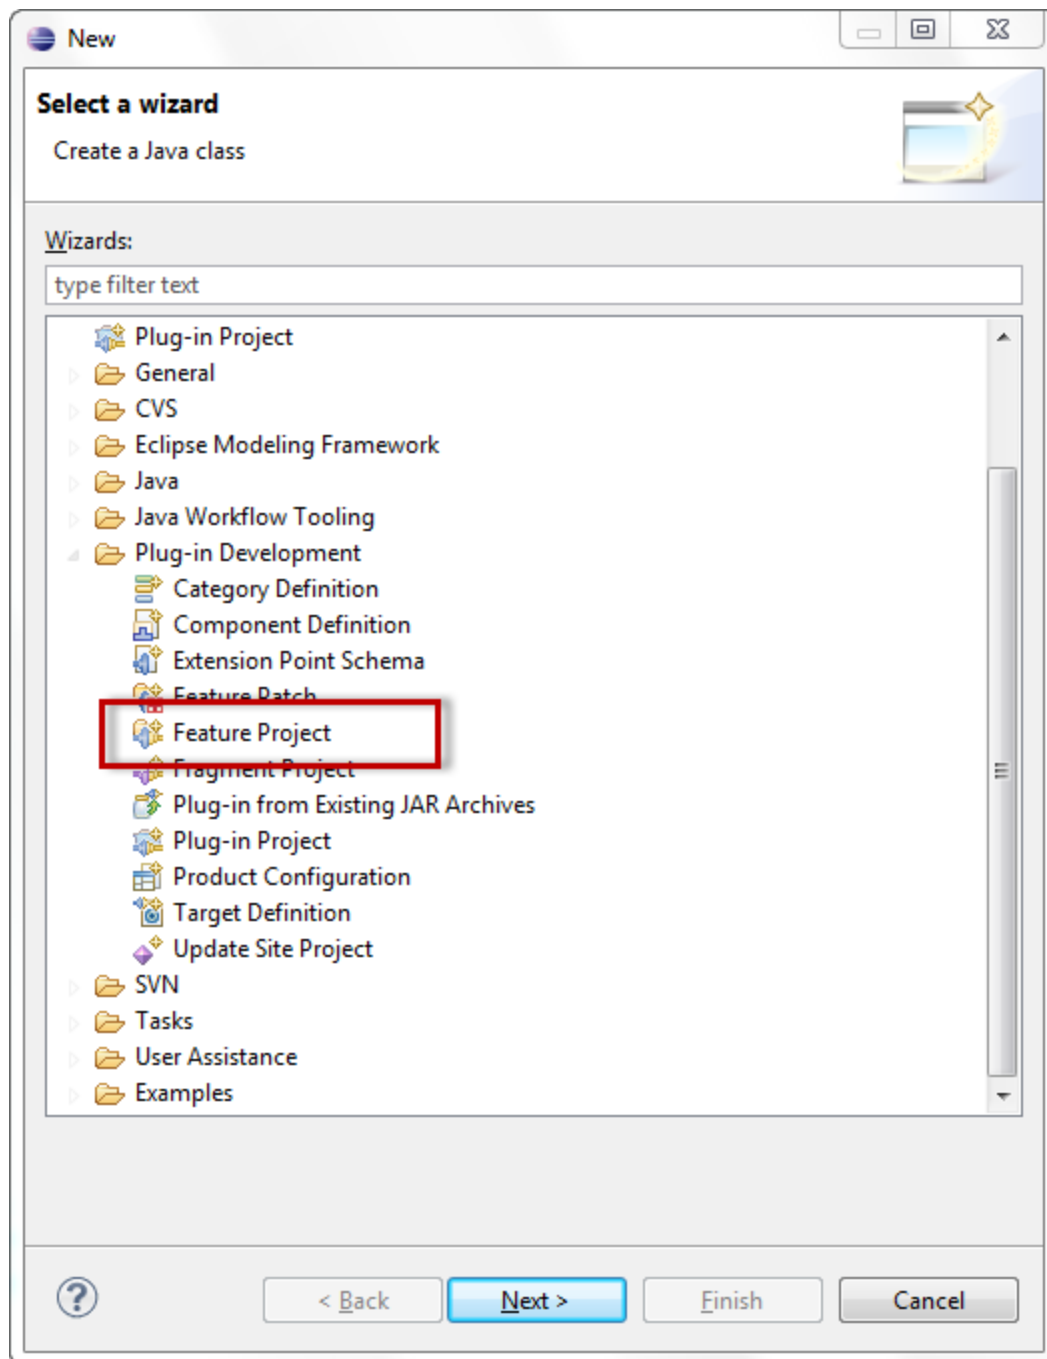 New
Select a wizard
Create a Java class
Wizards:
type filter text
Plug-in Project
General
CVS
Eclipse Modeling Framework
Java
Java Workflow Tooling
Plug-in Development
Category Definition
Component Definition
Extension Point Schema
Feature Patch
Feature Project
Fragment Project
Plug-in from Existing JAR Archives
Plug-in Project
Product Configuration
Target Definition
Update Site Project
SVN
Tasks
User Assistance
Examples
? < Back Next > Finish Cancel